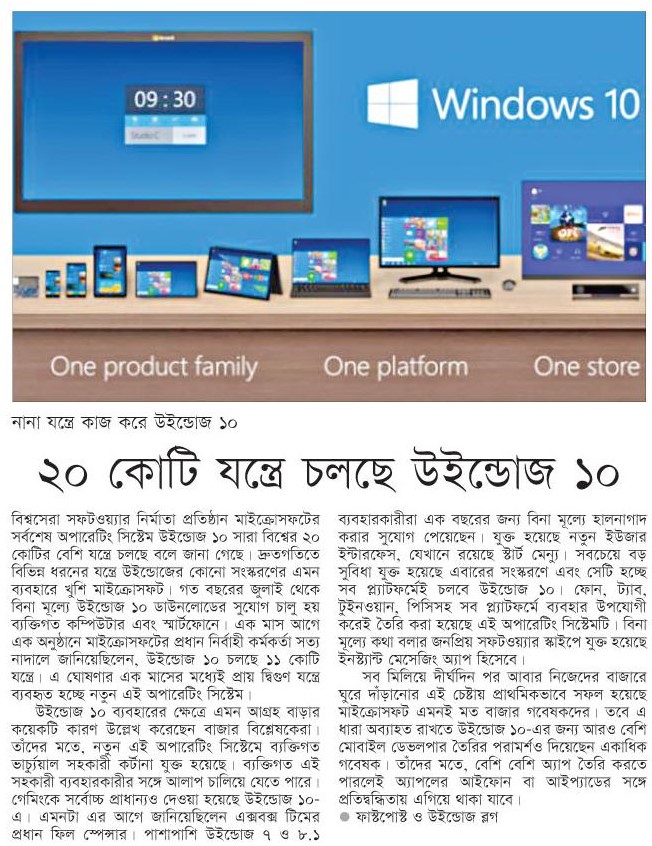 09:30
Studio C
Windows 10
One product family
One platform
One store
নানা যন্ত্রে কাজ করে উইন্ডোজ ১০
২০ কোটি যন্ত্রে চলছে উইন্ডোজ ১০
বিশ্বসেরা সফটওয়্যার নির্মাতা প্রতিষ্ঠান মাইক্রোসফটের
সর্বশেষ অপারেটিং সিস্টেম উইন্ডোজ ১০ সারা বিশ্বের ২০
কোটির বেশি যন্ত্রে চলছে বলে জানা গেছে। দ্রুতগতিতে
বিভিন্ন ধরনের যন্ত্রে উইন্ডোজের কোনো সংস্করণের এমন
ব্যবহারে খুশি মাইক্রোসফট। গত বছরের জুলাই থেকে
বিনা মূল্যে উইন্ডোজ ১০ ডাউনলোডের সুযোগ চালু হয়
ব্যক্তিগত কম্পিউটার এবং স্মার্টফোনে। এক মাস আগে
এক অনুষ্ঠানে মাইক্রোসফটের প্রধান নির্বাহী কর্মকর্তা সত্য
নাদালে জানিয়েছিলেন, উইন্ডোজ ১০ চলছে ১১ কোটি
যন্ত্রে। এ ঘোষণার এক মাসের মধ্যেই প্রায় দ্বিগুণ যন্ত্রে
ব্যবহৃত হচ্ছে নতুন এই অপারেটিং সিস্টেম।
উইন্ডোজ ১০ ব্যবহারের ক্ষেত্রে এমন আগ্রহ বাড়ার
কয়েকটি কারণ উল্লেখ করেছেন বাজার বিশ্লেষকেরা।
তাঁদের মতে, নতুন এই অপারেটিং সিস্টেমে ব্যক্তিগত
ভার্চ্যুয়াল সহকারী কর্টানা যুক্ত হয়েছে। ব্যক্তিগত এই
সহকারী ব্যবহারকারীর সঙ্গে আলাপ চালিয়ে যেতে পারে।
গেমিংকে সর্বোচ্চ প্রাধান্যও দেওয়া হয়েছে উইন্ডোজ ১০-
এ। এমনটা এর আগে জানিয়েছিলেন এক্সবক্স টিমের
প্রধান ফিল স্পেন্সার। পাশাপাশি উইন্ডোজ ৭ ও ৮.১
ব্যবহারকারীরা এক বছরের জন্য বিনা মূল্যে হালনাগাদ
করার সুযোগ পেয়েছেন। যুক্ত হয়েছে নতুন ইউজার
ইন্টারফেস, যেখানে রয়েছে স্টার্ট মেন্যু। সবচেয়ে বড়
সুবিধা যুক্ত হয়েছে এবারের সংস্করণে এবং সেটি হচ্ছে
সব প্ল্যাটফর্মেই চলবে উইন্ডোজ ১০। ফোন, ট্যাব,
টুইনওয়ান, পিসিসহ সব প্ল্যাটফর্মে ব্যবহার উপযোগী
করেই তৈরি করা হয়েছে এই অপারেটিং সিস্টেমটি। বিনা
মূল্যে কথা বলার জনপ্রিয় সফটওয়্যার স্কাইপে যুক্ত হয়েছে
ইনস্ট্যান্ট মেসেজিং অ্যাপ হিসেবে।
সব মিলিয়ে দীর্ঘদিন পর আবার নিজেদের বাজারে
ঘুরে দাঁড়ানোর এই চেষ্টায় প্রাথমিকভাবে সফল হয়েছে
মাইক্রোসফট এমনই মত বাজার গবেষকদের। তবে এ
ধারা অব্যাহত রাখতে উইন্ডোজ ১০-এর জন্য আরও বেশি
মোবাইল ডেভলপার তৈরির পরামর্শও দিয়েছেন একাধিক
গবেষক। তাঁদের মতে, বেশি বেশি অ্যাপ তৈরি করতে
পারলেই অ্যাপলের আইফোন বা আইপ্যাডের সঙ্গে
প্রতিদ্বন্ধিতায় এগিয়ে থাকা যাবে।
● ফাস্টপোস্ট ও উইন্ডোজ ব্লগ